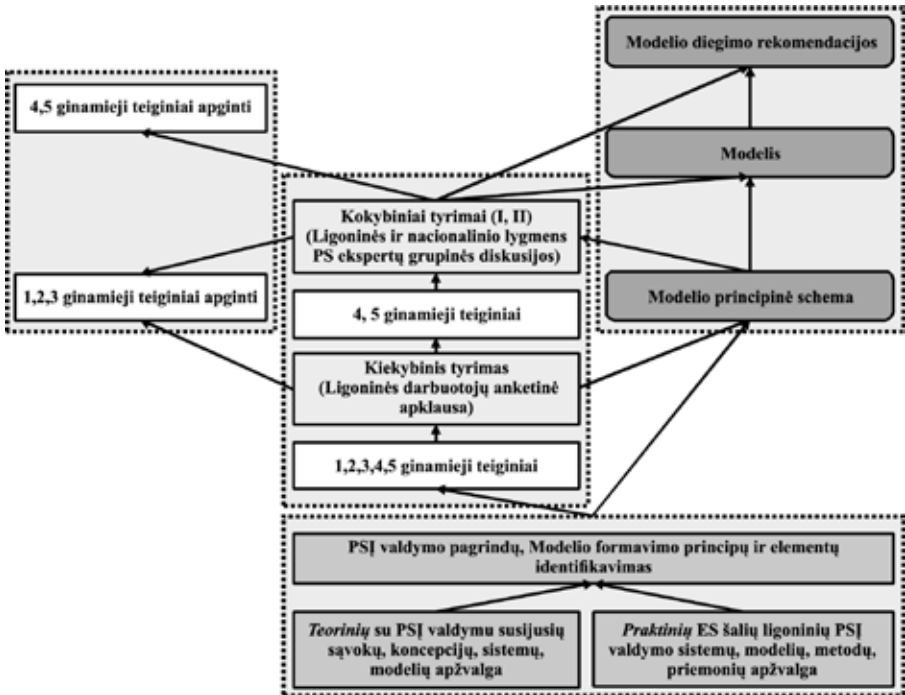 Modelio diegimo rekomendacijos
4,5 ginamieji teiginiai apginti
Modelis
Kokybiniai tyrimai (I, II)
(Ligoninės ir nacionalinio lygmens
PS ekspertų grupinės diskusijos)
1,2,3 ginamieji teiginiai apginti
Modelio principinė schema
4, 5 ginamieji teiginiai
Kiekybinis tyrimas
(Ligoninės darbuotojų anketinė
apklausa)
1,2,3,4,5 ginamieji teiginiai
PSĮ valdymo pagrindų, Modelio formavimo principų ir elementų
identifikavimas
Teorinių su PSĮ valdymu susijusių
sąvokų, koncepcijų, sistemų,
modelių apžvalga
Praktinių ES šalių ligoninių PSĮ
valdymo sistemų, modelių, metodų,
priemonių apžvalga